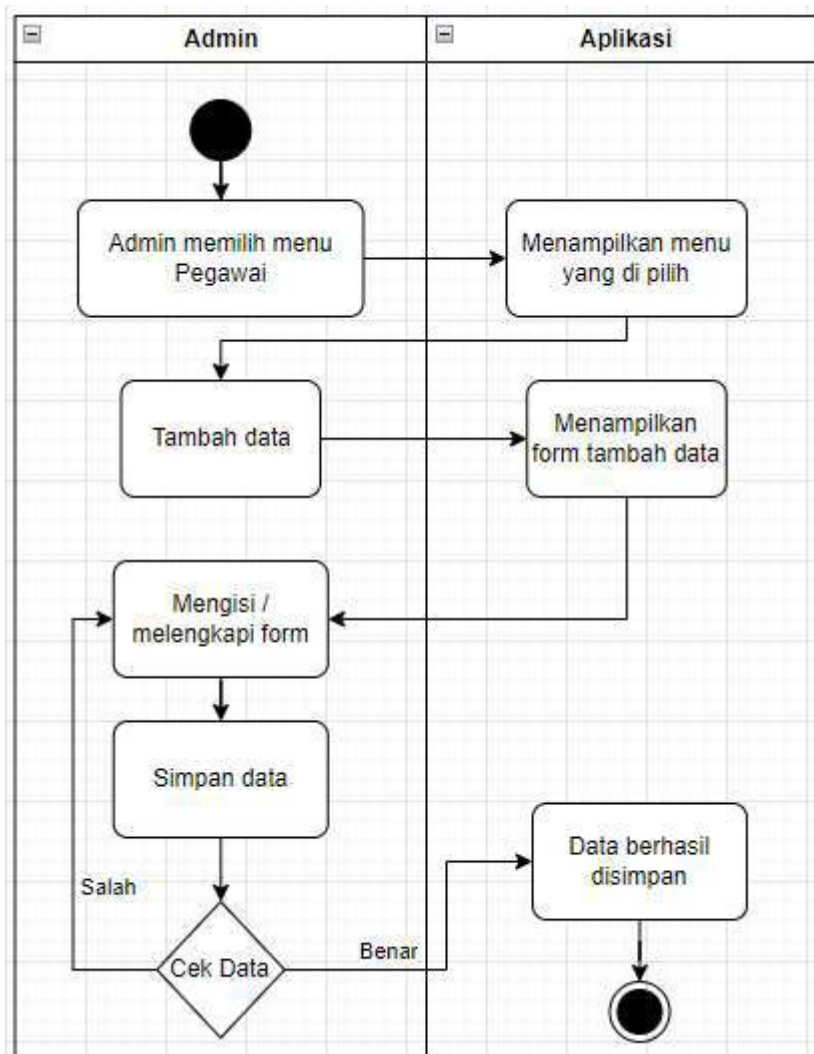 Admin
Aplikasi
Admin memilih menu
Pegawai
Menampilkan menu
yang di pilih
Tambah data
Menampilkan
form tambah data
Mengisi /
melengkapi form
Simpan data
Data berhasil
disimpan
Salah
Benar
Cek Data